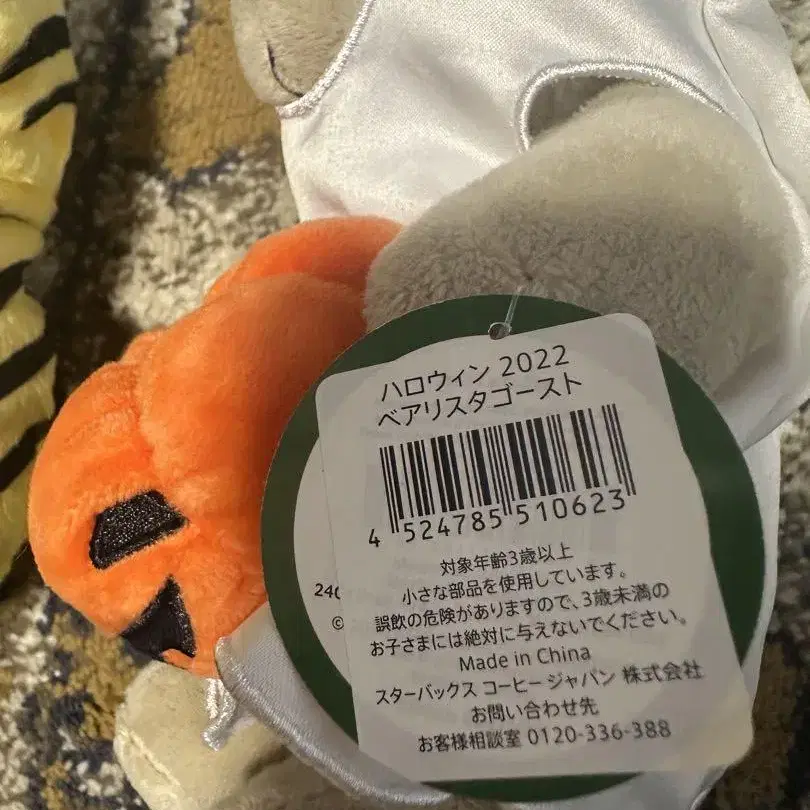 ハロウィン 2022
ベアリスタゴースト
4 524785 510623
対象年齢3歳以上
小さな部品を使用しています。
誤飲の危険がありますので、3歳未満の
お子さまには絶対に与えないでください。
Made in China
スターバックス コーヒー ジャパン 株式会社
お問い合わせ先
お客様相談室 0120-336-388
240
©